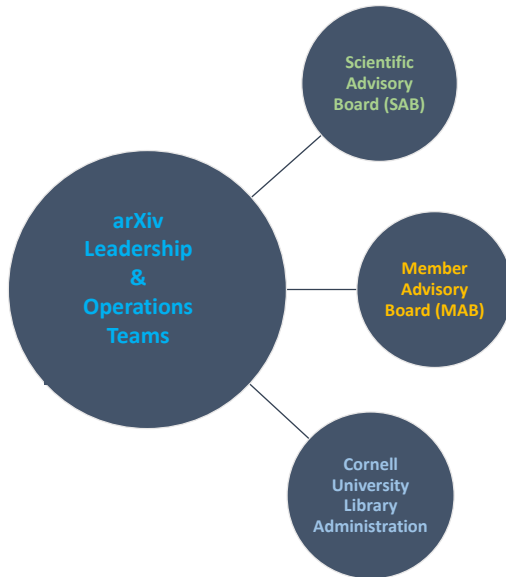 Scientific
Advisory
Board (SAB)
arXiv
Leadership
&
Operations
Teams
Member
Advisory
Board (MAB)
Cornell
University
Library
Administration